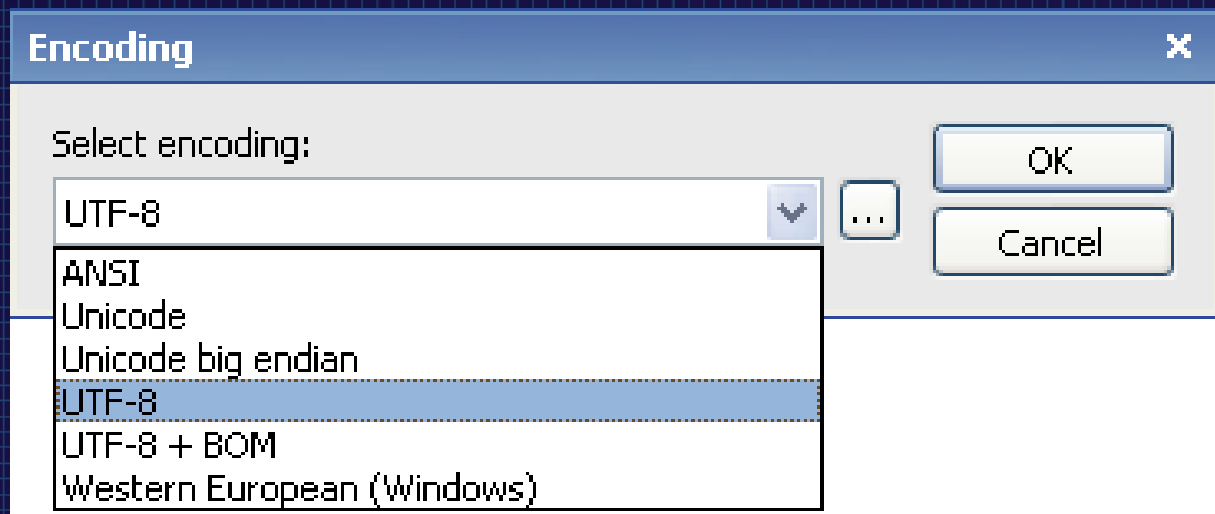 Encoding
Select encoding:
OK
UTF-8
...
Cancel
ANSI
Unicode
Unicode big endian
UTF-8
UTF-8 + BOM
Western European (Windows)